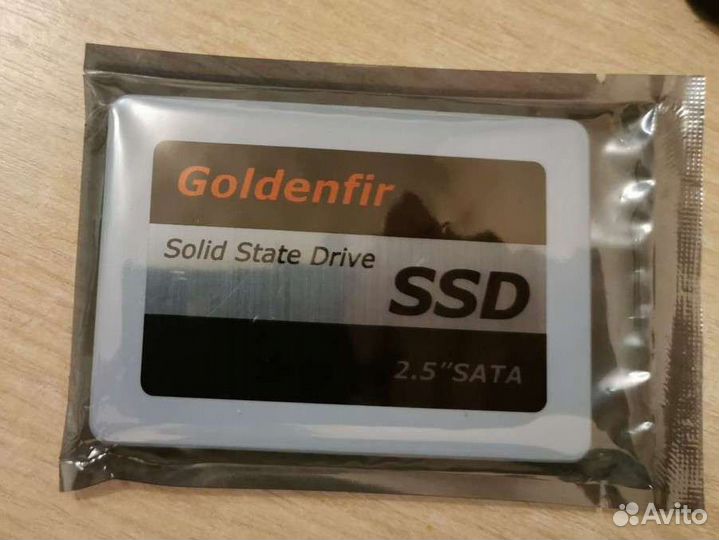 Goldenfir
Solid State Drive
SSD
2.5"SATA
Avito